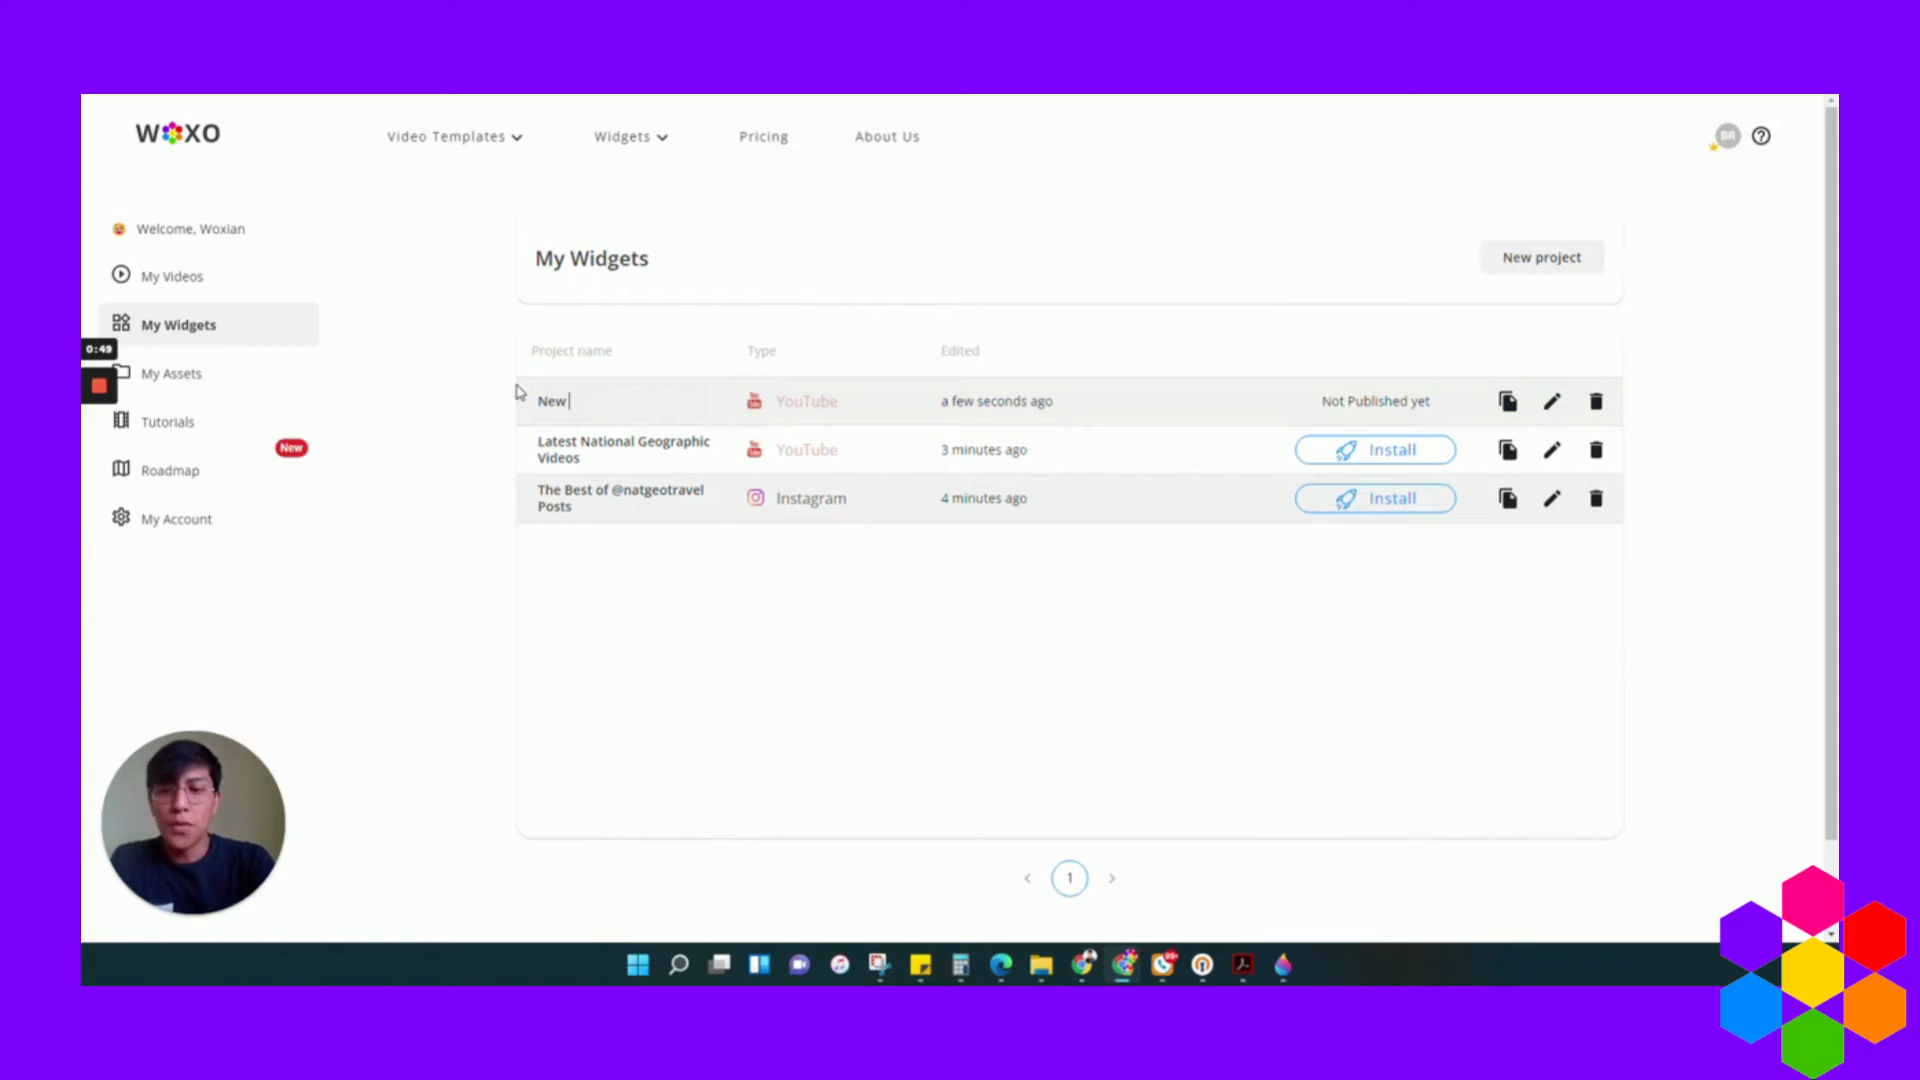 WOXO
Video Templates
Widgets
Pricing
About Us
BR
Welcome, Woxian
My Videos
My Widgets
0:49
My Assets
Tutorials
New
Roadmap
My Account
My Widgets
New project
Project name
Type
Edited
New
YouTube
a few seconds ago
Not Published yet
Latest National Geographic
Videos
YouTube
3 minutes ago
Install
The Best of @natgeotravel
Posts
Instagram
4 minutes ago
Install
1
99+